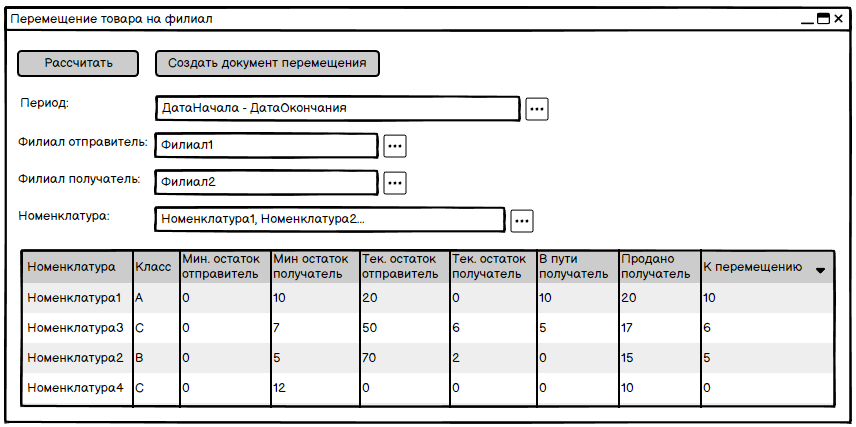 Перемещение товара на филиал
Рассчитать Создать документ перемещения
Период: ДатаНачала - ДатаОкончания
Филиал отправитель: Филиал1
Филиал получатель: Филиал2
Номенклатура: Номенклатура1, Номенклатура2...
Номенклатура Класс Мин. остаток отправитель Мин остаток получатель Тек. остаток отправитель Тек. остаток получатель В пути получатель Продано получатель К перемещению
Номенклатура1 A 0 10 20 0 10 20 10
Номенклатура3 C 0 7 50 6 5 17 6
Номенклатура2 B 0 5 70 2 0 15 5
Номенклатура4 C 0 12 0 0 0 10 0